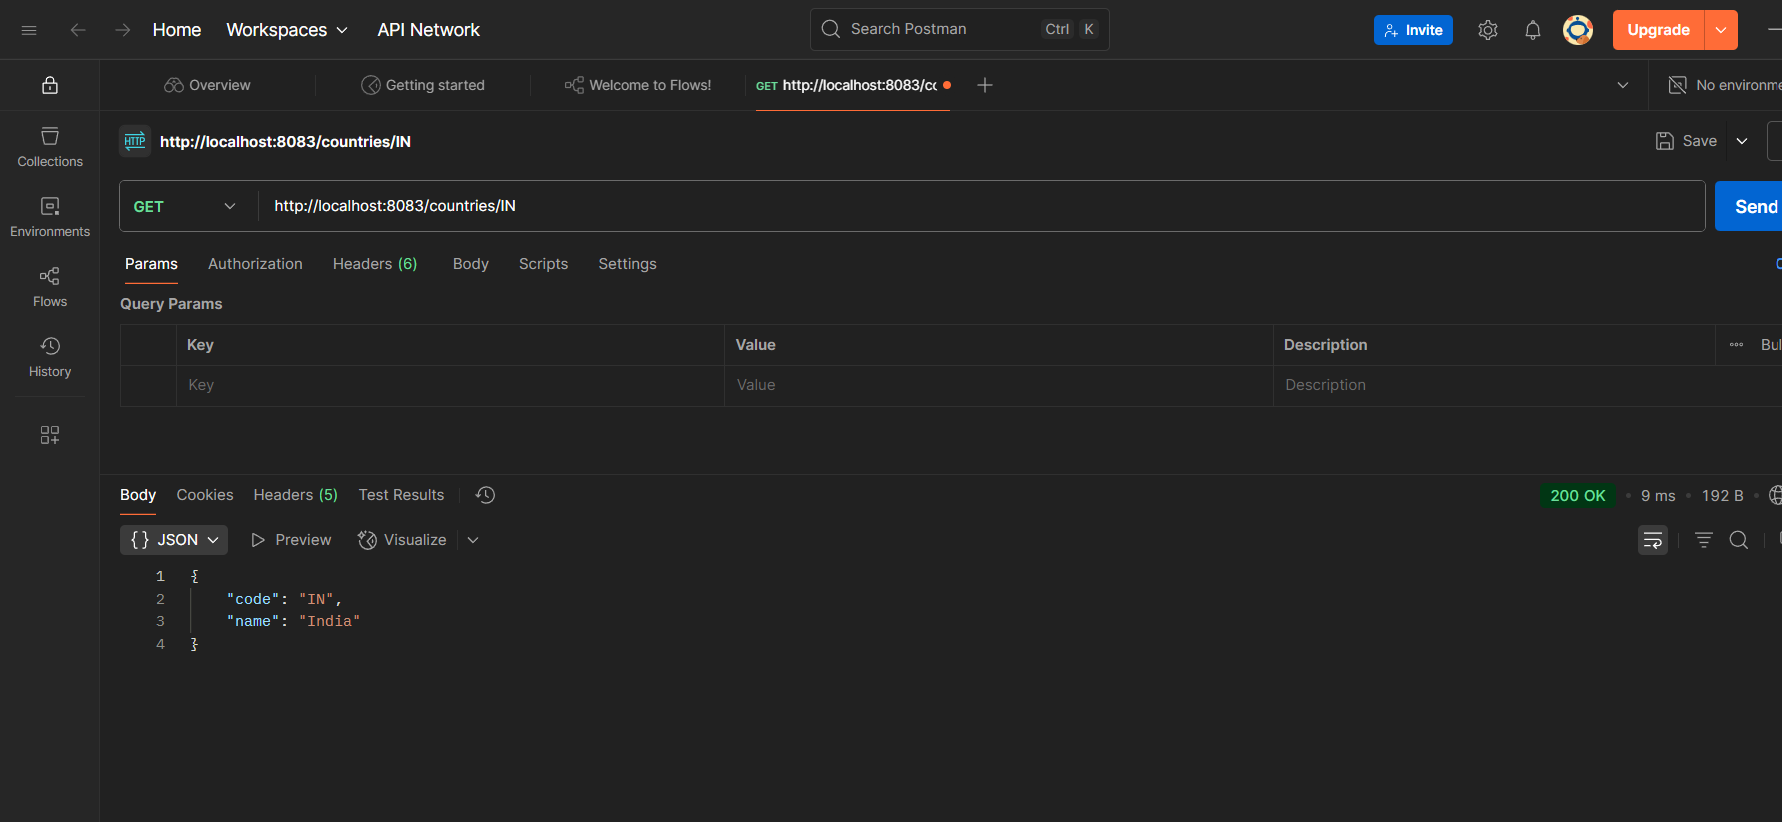 Home Workspaces API Network Search Postman Ctrl K Invite Upgrade
Overview Getting started Welcome to Flows! GET http://localhost:8083/cc No environme
HTTP http://localhost:8083/countries/IN Save
Collections
GET http://localhost:8083/countries/IN Send
Environments
Params Authorization Headers (6) Body Scripts Settings
Flows
Query Params
Key Value Description Bul
History
Key Value Description
Body Cookies Headers (5) Test Results 200 OK • 9 ms • 192 B •
{ } JSON Preview Visualize
1 {
2 "code": "IN",
3 "name": "India"
4 }